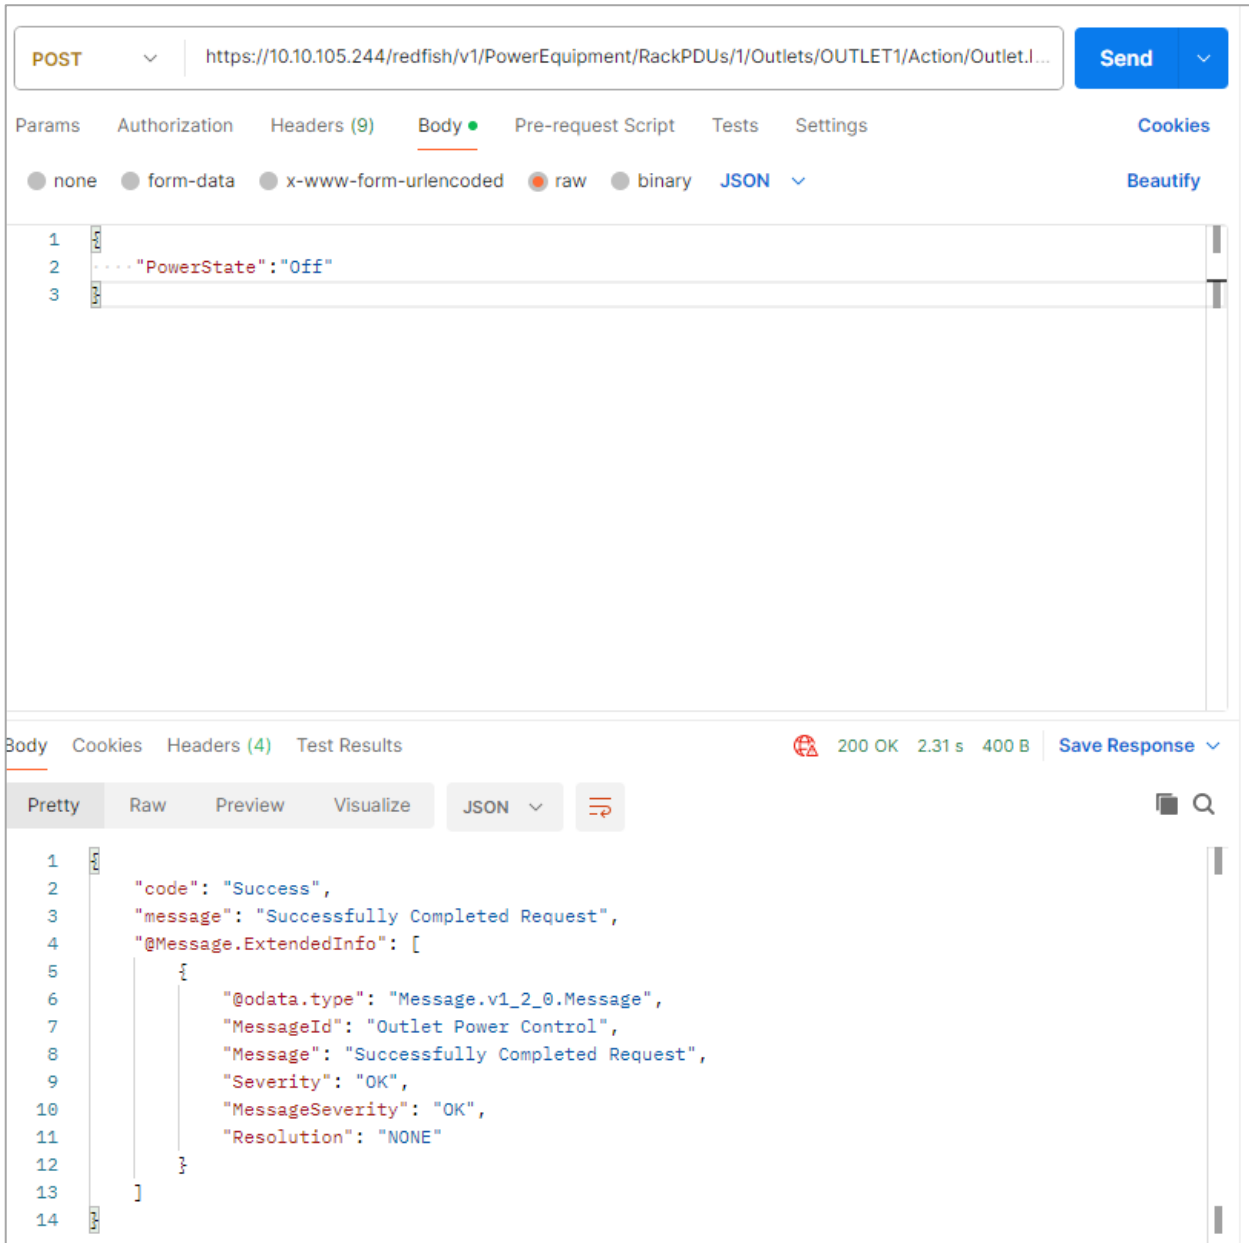 POST https://10.10.105.244/redfish/v1/PowerEquipment/RackPDUs/1/Outlets/OUTLET1/Action/Outlet.... Send
Params Authorization Headers (9) Body Pre-request Script Tests Settings Cookies
none form-data x-www-form-urlencoded raw binary JSON Beautify
1 {
2 ····"PowerState":"Off"
3 }
Body Cookies Headers (4) Test Results 200 OK 2.31 s 400 B Save Response
Pretty Raw Preview Visualize JSON
1 {
2 "code": "Success",
3 "message": "Successfully Completed Request",
4 "@Message.ExtendedInfo": [
5 {
6 "@odata.type": "Message.v1_2_0.Message",
7 "MessageId": "Outlet Power Control",
8 "Message": "Successfully Completed Request",
9 "Severity": "OK",
10 "MessageSeverity": "OK",
11 "Resolution": "NONE"
12 }
13 ]
14 }